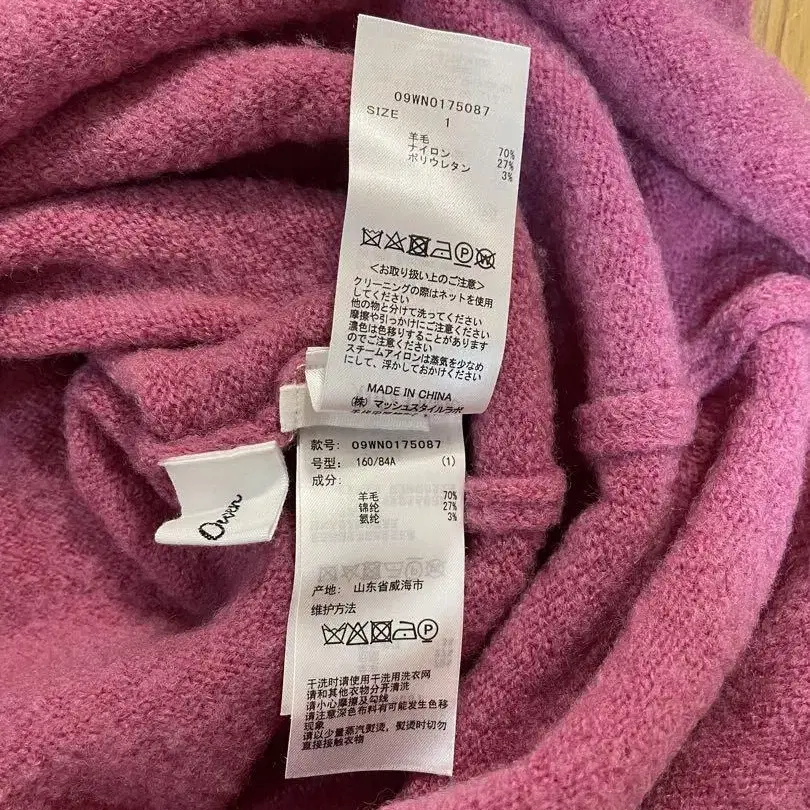 09WN0175087
SIZE 1
羊毛 70%
ナイロン 27%
ポリウレタン 3%
P W
<お取り扱い上のご注意>
クリーニングの際はネットを使用
してください
他の物と分けて洗ってください
摩擦や引っかけにご注意ください
濃色は色移りすることがあります
のでご注意ください
スチームアイロンは蒸気を少なめ
にして、浮かしておかけください
MADE IN CHINA
(株)マッシュスタイルラボ
款号: 09WN0175087
号型: 160/84A (1)
成分:
羊毛 70%
锦纶 27%
氨纶 3%
产地: 山东省威海市
维护方法
P
干洗时请使用干洗用洗衣网
请和其他衣物分开清洗
请小心摩擦及勾线
请注意深色布料有可能发生色移
现象
请以少量蒸汽熨烫，熨烫时切勿
直接接触衣物